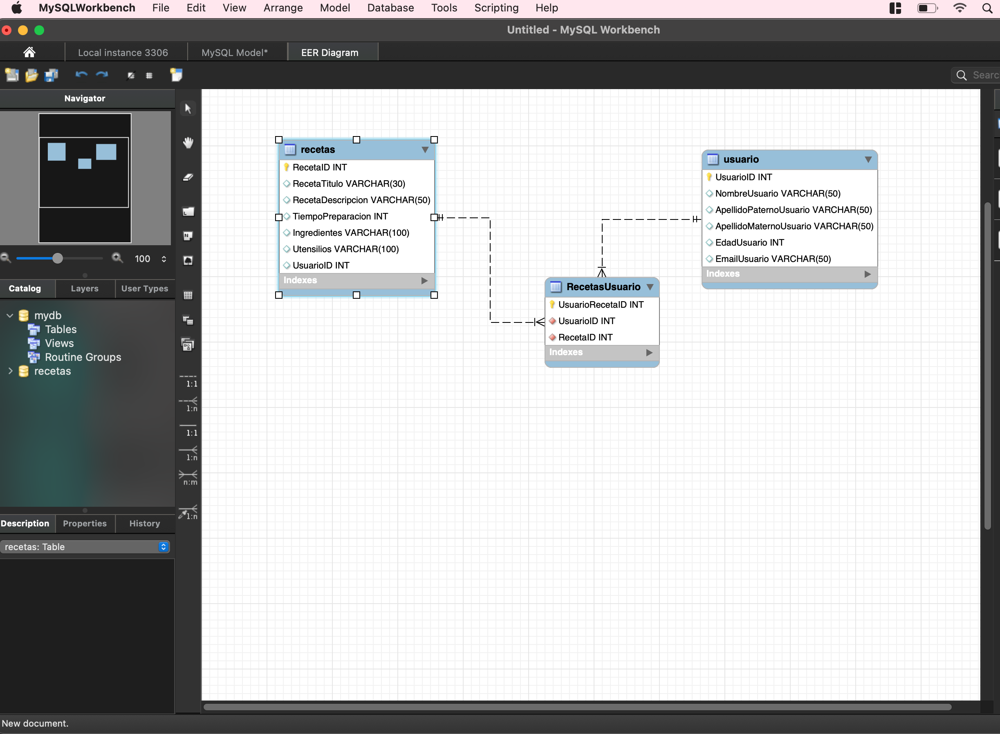 MySQLWorkbench File Edit View Arrange Model Database Tools Scripting Help
Untitled - MySQL Workbench
Local instance 3306 MySQL Model* EER Diagram
Searc
Navigator
100
Catalog Layers User Types
mydb
Tables
Views
Routine Groups
recetas
Description Properties History
recetas: Table
L
N
1:1
1:n
1:1
1:n
n:m
1:n
recetas
RecetaID INT
RecetaTitulo VARCHAR(30)
RecetaDescripcion VARCHAR(50)
TiempoPreparacion INT
Ingredientes VARCHAR(100)
Utensilios VARCHAR(100)
UsuarioID INT
Indexes
usuario
UsuarioID INT
NombreUsuario VARCHAR(50)
ApellidoPaternoUsuario VARCHAR(50)
ApellidoMaternoUsuario VARCHAR(50)
EdadUsuario INT
EmailUsuario VARCHAR(50)
Indexes
RecetasUsuario
UsuarioRecetaID INT
UsuarioID INT
RecetaID INT
Indexes
New document.